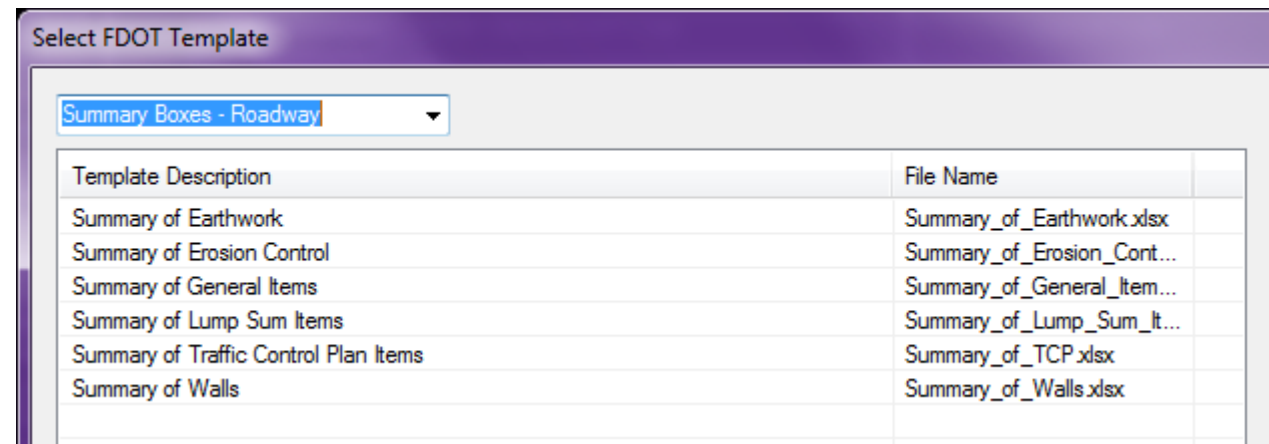 Select FDOT Template
Summary Boxes - Roadway
Template Description File Name
Summary of Earthwork Summary_of_Earthwork.xlsx
Summary of Erosion Control Summary_of_Erosion_Cont...
Summary of General Items Summary_of_General_Item...
Summary of Lump Sum Items Summary_of_Lump_Sum_It...
Summary of Traffic Control Plan Items Summary_of_TCP.xlsx
Summary of Walls Summary_of_Walls.xlsx